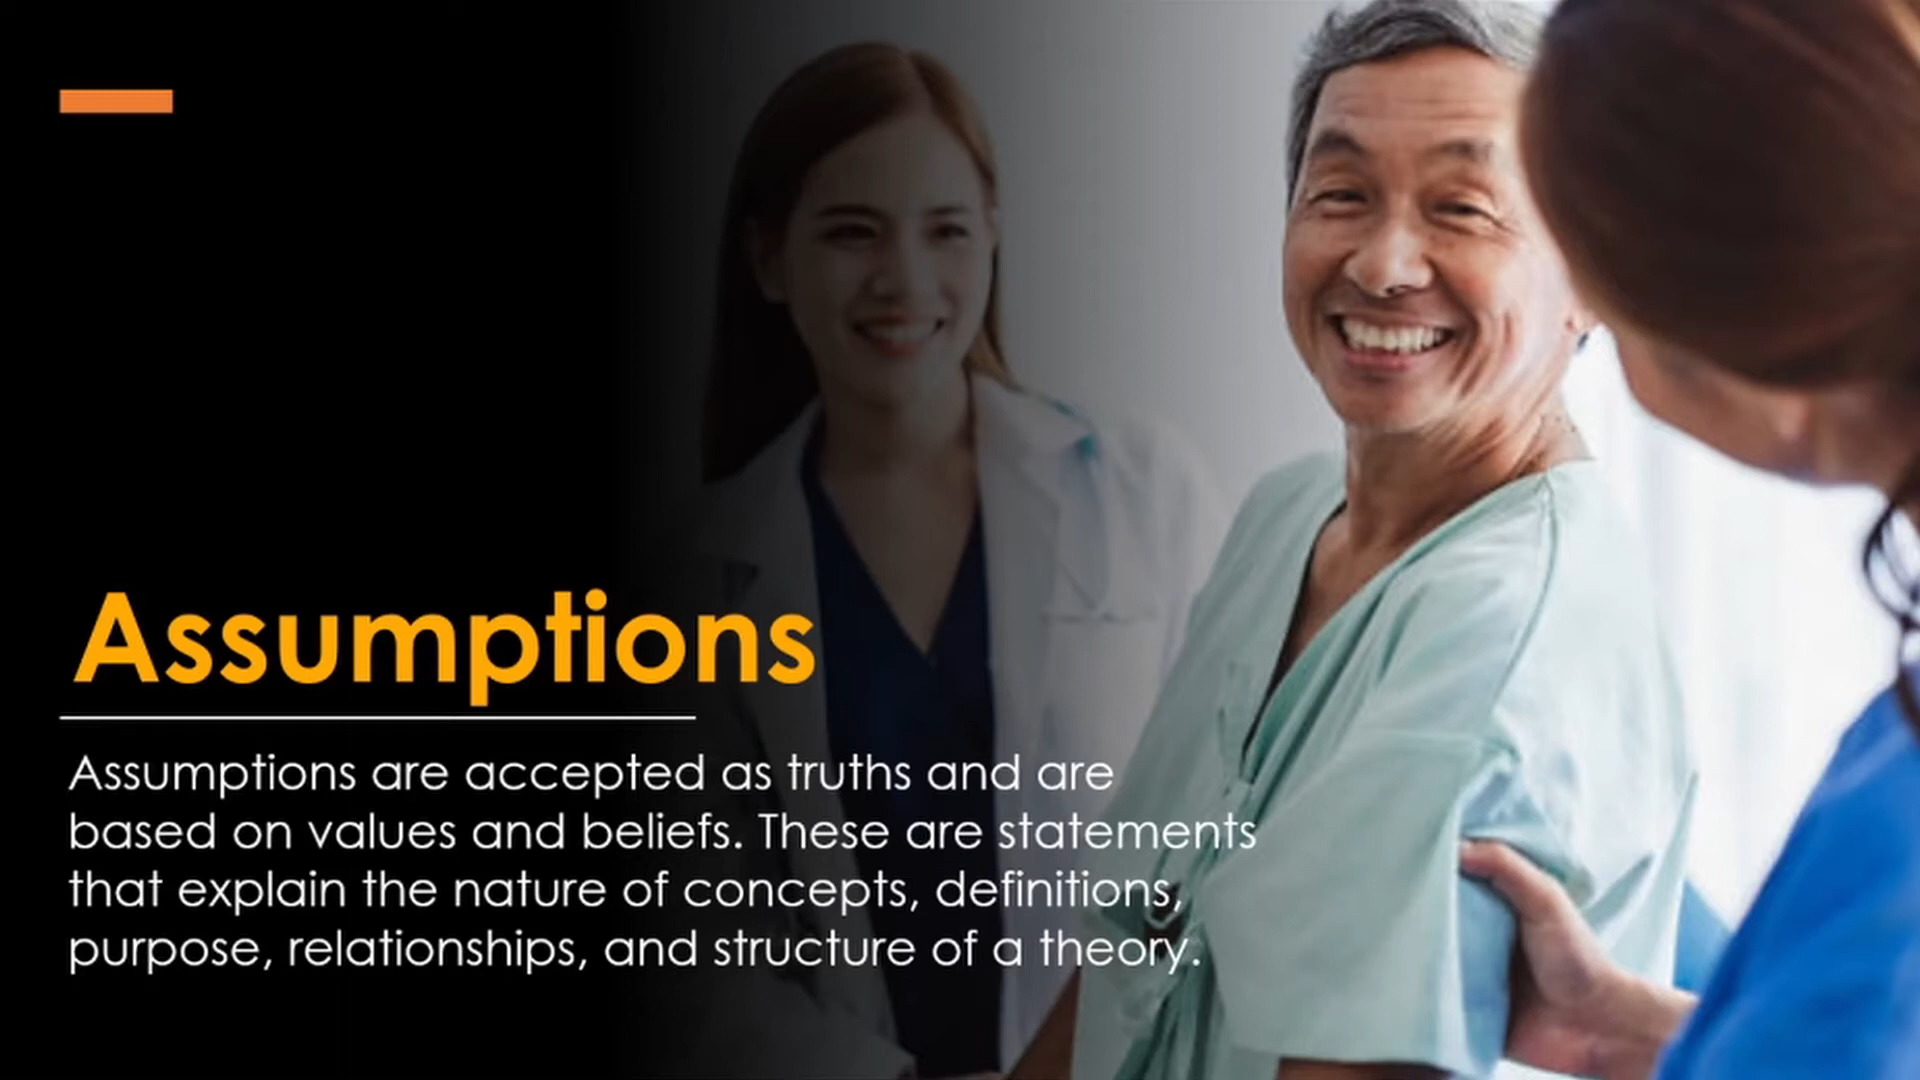 Assumptions
Assumptions are accepted as truths and are
based on values and beliefs. These are statements
that explain the nature of concepts, definitions,
purpose, relationships, and structure of a theory.